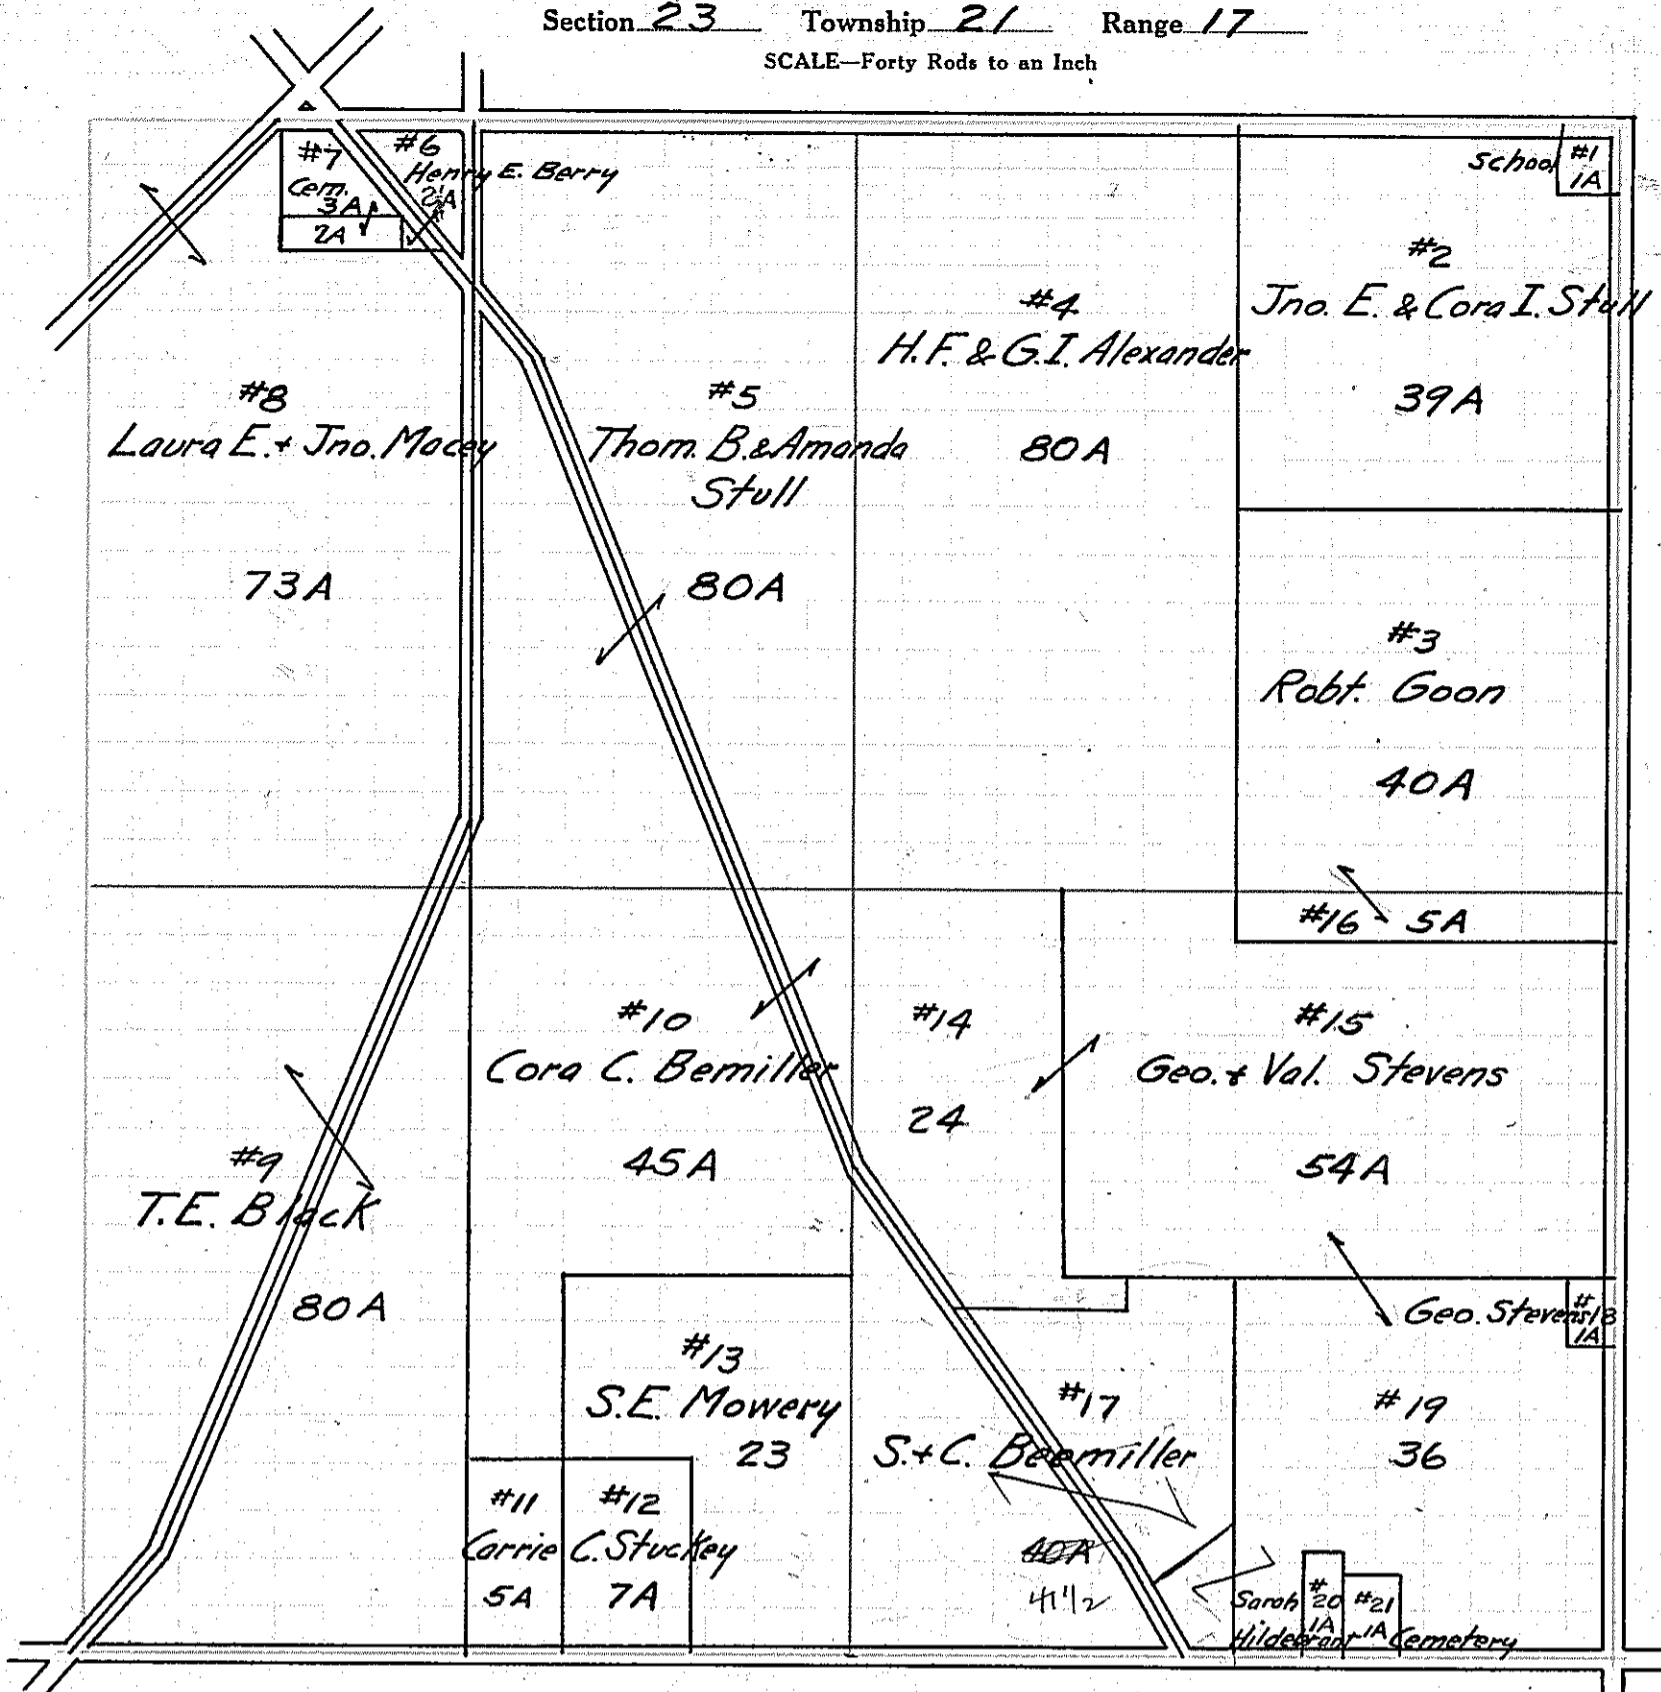 Section 23 Township 21 Range 17
SCALE—Forty Rods to an Inch
#7
Cem.
3A
2A
#6
Henry E. Berry
School
#1
1A
#2
Jno. E. & Cora I. Stull
39A
#4
H.F. & G.I. Alexander
80A
#5
Thom. B. & Amanda
Stull
80A
#8
Laura E. + Jno. Macey
73A
#3
Robt. Goon
40A
#16 5A
#10
Cora C. Bemiller
45A
#14
24
#15
Geo. + Val. Stevens
54A
#9
T.E. Black
80A
Geo. Stevens
#18
1A
#13
S.E. Mowery
23
#17
S. + C. Beemiller
40A
41 1/2
#19
36
#11
Carrie
5A
#12
C. Stuckey
7A
Sarah
Hildebrant
#20
1A
#21
1A
Cemetery